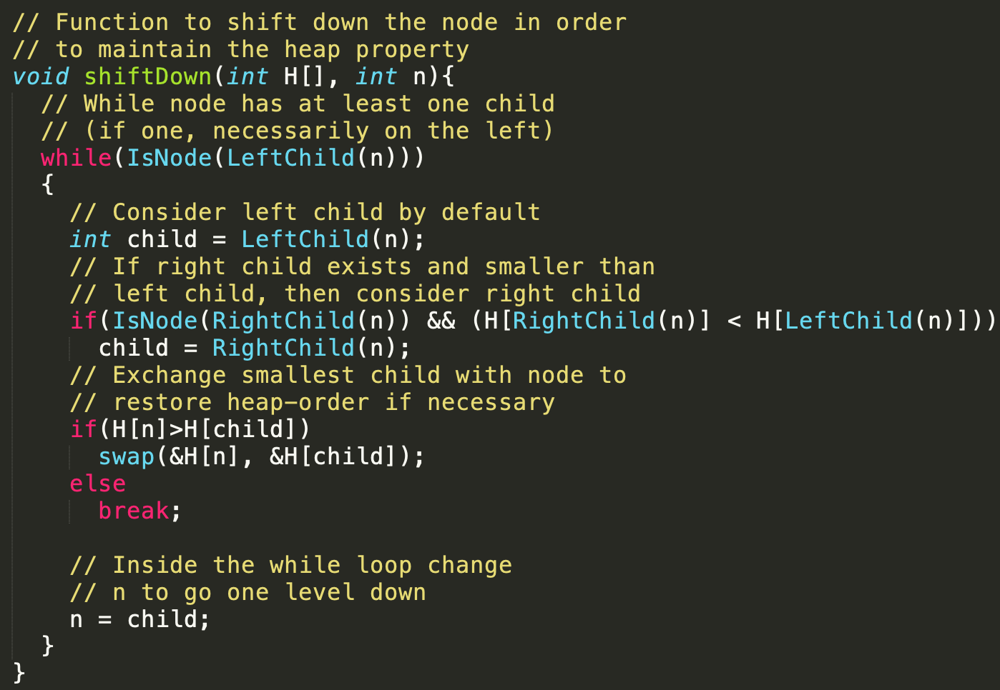 // Function to shift down the node in order
// to maintain the heap property
void shiftDown(int H[], int n){
  // While node has at least one child
  // (if one, necessarily on the left)
  while(IsNode(LeftChild(n)))
  {
    // Consider left child by default
    int child = LeftChild(n);
    // If right child exists and smaller than
    // left child, then consider right child
    if(IsNode(RightChild(n)) && (H[RightChild(n)] < H[LeftChild(n)]))
      child = RightChild(n);
    // Exchange smallest child with node to
    // restore heap-order if necessary
    if(H[n]>H[child])
      swap(&H[n], &H[child]);
    else
      break;

    // Inside the while loop change
    // n to go one level down
    n = child;
  }
}